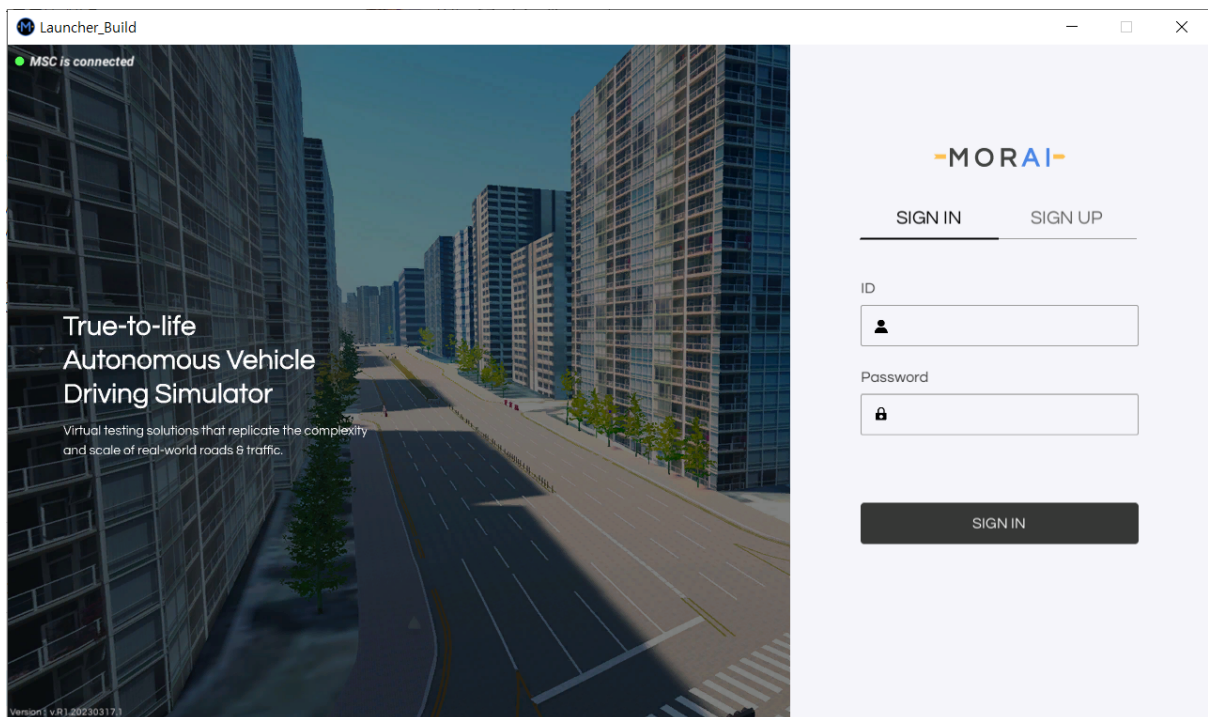 Launcher_Build
MSC is connected
True-to-life
Autonomous Vehicle
Driving Simulator
Virtual testing solutions that replicate the complexity
and scale of real-world roads & traffic.
Version | v.R1.20230317.1
MORAI
SIGN IN
SIGN UP
ID
Password
SIGN IN